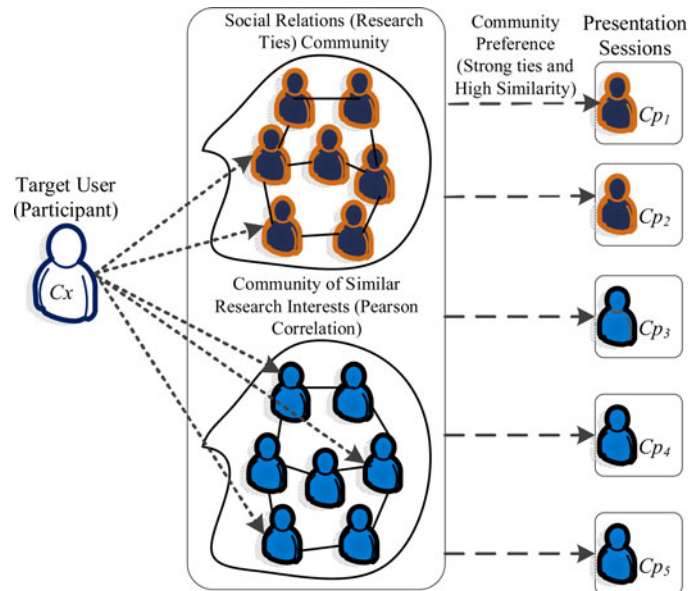 Social Relations (Research
Ties) Community
Community
Preference
(Strong ties and
High Similarity)
Presentation
Sessions
Cp1
Target User
(Participant)
Cx
Cp2
Community of Similar
Research Interests (Pearson
Correlation)
Cp3
Cp4
Cp5